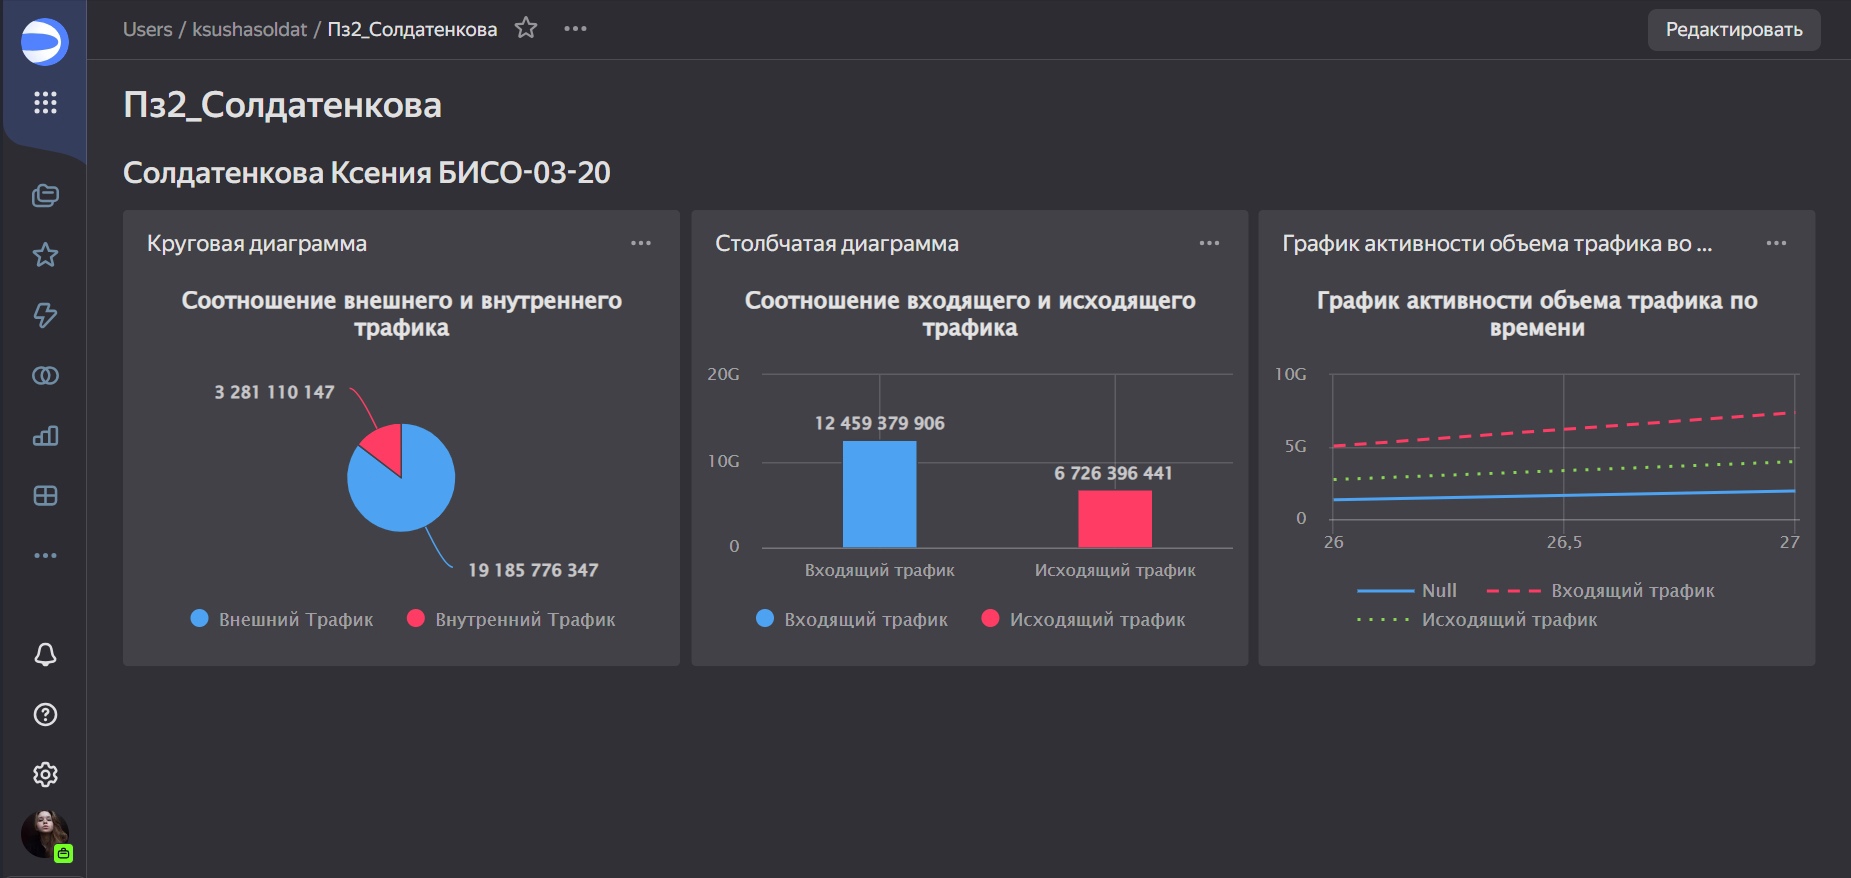 Users / ksushasoldat / Пз2_Солдатенкова
Редактировать
Пз2_Солдатенкова
Солдатенкова Ксения БИСО-03-20
Круговая диаграмма
Соотношение внешнего и внутреннего
трафика
3 281 110 147
19 185 776 347
Внешний Трафик
Внутренний Трафик
Столбчатая диаграмма
Соотношение входящего и исходящего
трафика
20G
12 459 379 906
10G
6 726 396 441
0
Входящий трафик
Исходящий трафик
Входящий трафик
Исходящий трафик
График активности объема трафика во ...
График активности объема трафика по
времени
10G
5G
0
26
26,5
27
Null
Входящий трафик
Исходящий трафик